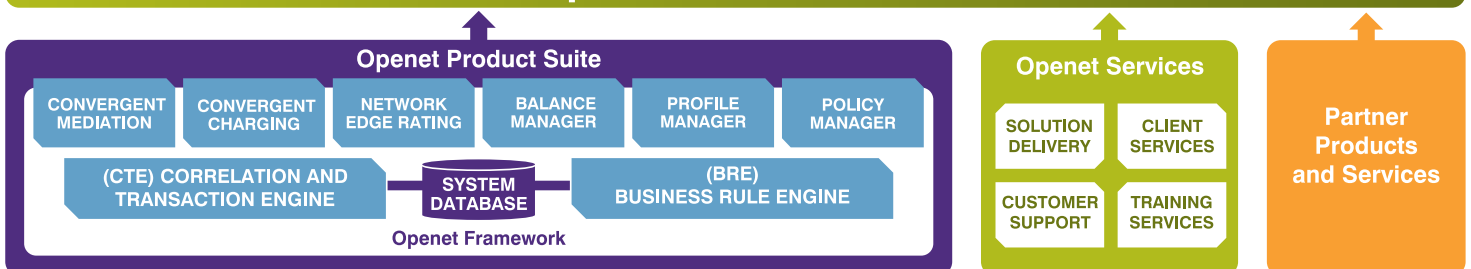 Openet Product Suite
CONVERGENT
MEDIATION
CONVERGENT
CHARGING
NETWORK
EDGE RATING
BALANCE
MANAGER
PROFILE
MANAGER
POLICY
MANAGER
(CTE) CORRELATION AND
TRANSACTION ENGINE
SYSTEM
DATABASE
(BRE)
BUSINESS RULE ENGINE
Openet Framework
Openet Services
SOLUTION
DELIVERY
CLIENT
SERVICES
CUSTOMER
SUPPORT
TRAINING
SERVICES
Partner
Products
and Services